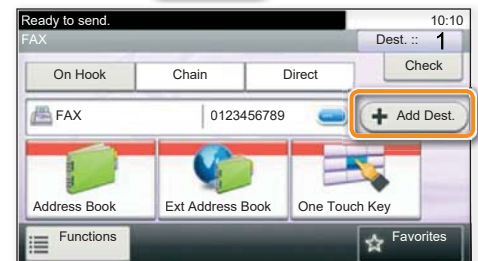 Ready to send. 10:10
FAX Dest. :: 1
Check
On Hook Chain Direct
FAX 0123456789 Add Dest.
Address Book Ext Address Book One Touch Key
Functions Favorites